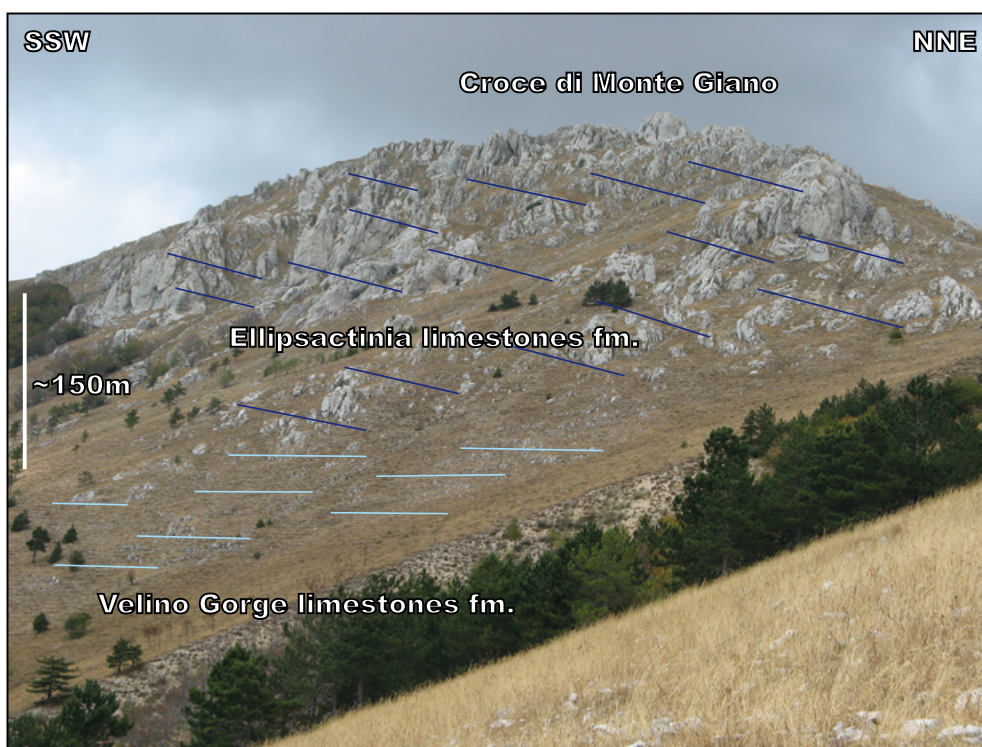 SSW
NNE
Croce di Monte Giano
Ellipsactinia limestones fm.
~150m
Velino Gorge limestones fm.